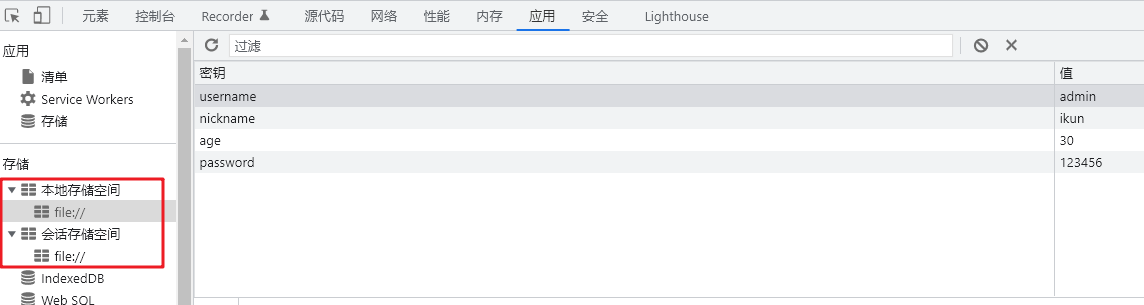 元素 控制台 Recorder 源代码 网络 性能 内存 应用 安全 Lighthouse
应用
清单
Service Workers
存储
存储
本地存储空间
file://
会话存储空间
file://
IndexedDB
Web SQL
过滤
密钥 值
username admin
nickname ikun
age 30
password 123456